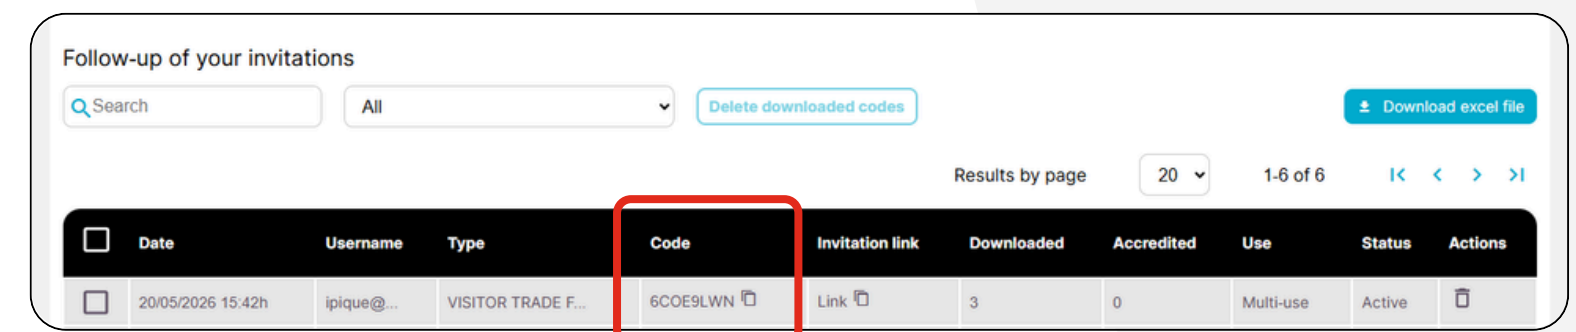 Follow-up of your invitations
Search All Delete downloaded codes Download excel file
Results by page 20 1-6 of 6
Date Username Type Code Invitation link Downloaded Accredited Use Status Actions
20/05/2026 15:42h ipique@... VISITOR TRADE F... 6COE9LWN Link 3 0 Multi-use Active